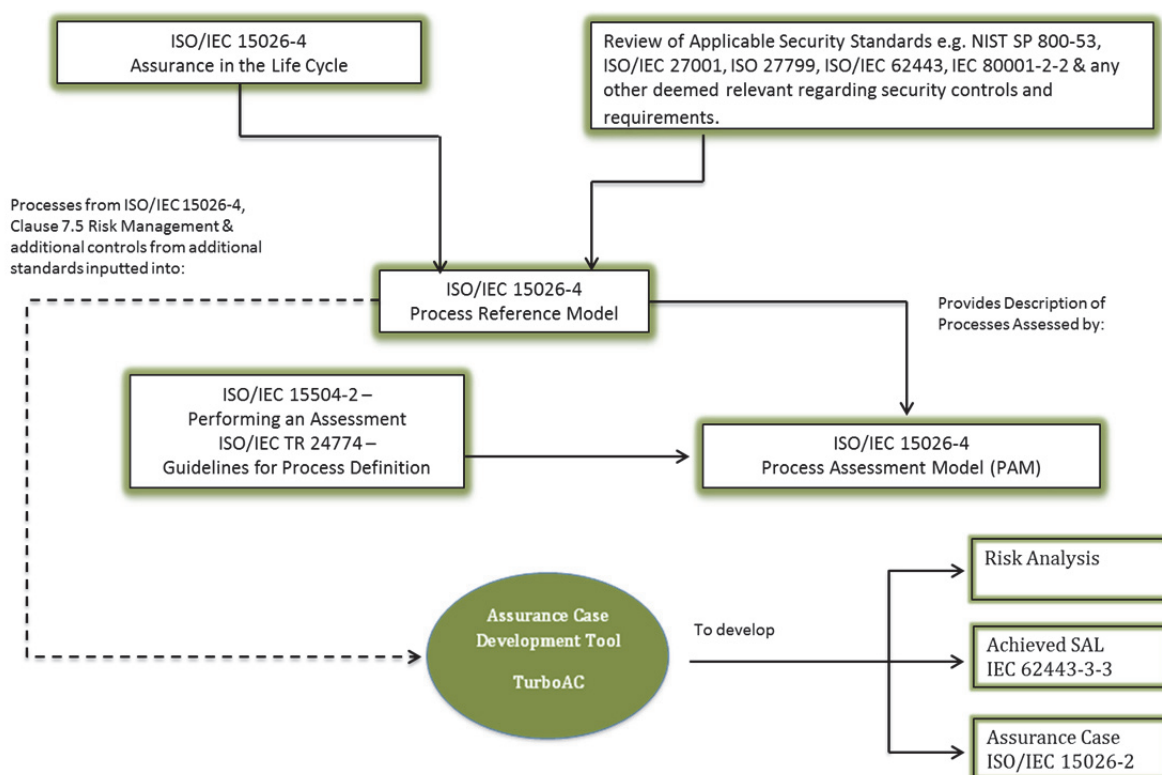 ISO/IEC 15026-4
Assurance in the Life Cycle
Review of Applicable Security Standards e.g. NIST SP 800-53,
ISO/IEC 27001, ISO 27799, ISO/IEC 62443, IEC 80001-2-2 & any
other deemed relevant regarding security controls and
requirements.
Processes from ISO/IEC 15026-4,
Clause 7.5 Risk Management &
additional controls from additional
standards inputted into:
ISO/IEC 15026-4
Process Reference Model
Provides Description of
Processes Assessed by:
ISO/IEC 15504-2 –
Performing an Assessment
ISO/IEC TR 24774 –
Guidelines for Process Definition
ISO/IEC 15026-4
Process Assessment Model (PAM)
Assurance Case
Development Tool
TurboAC
To develop
Risk Analysis
Achieved SAL
IEC 62443-3-3
Assurance Case
ISO/IEC 15026-2